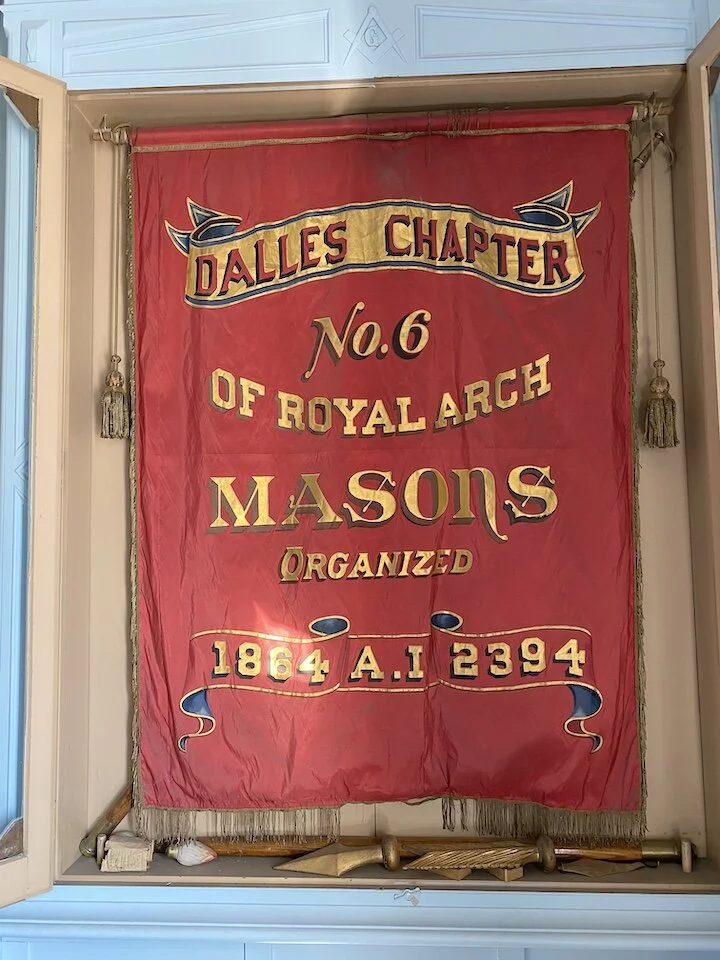 G
DALLES CHAPTER
No.6
OF ROYAL ARCH
MASONS
ORGANIZED
1864 A.I 2394